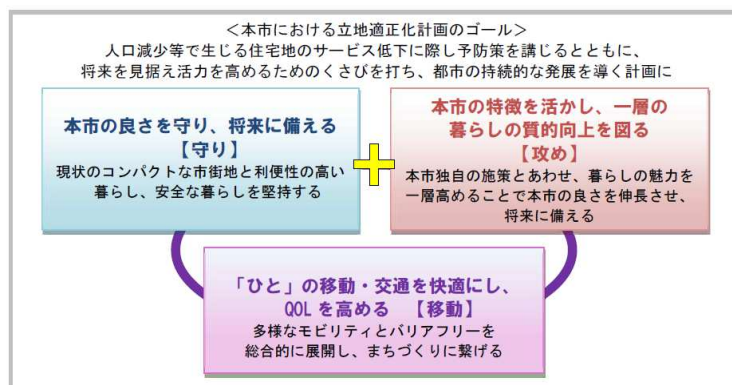 ＜本市における立地適正化計画のゴール＞
人口減少等で生じる住宅地のサービス低下に際し予防策を講じるとともに、
将来を見据え活力を高めるためのくさびを打ち、都市の持続的な発展を導く計画に
本市の良さを守り、将来に備える
【守り】
現状のコンパクトな市街地と利便性の高い
暮らし、安全な暮らしを堅持する
本市の特徴を活かし、一層の
暮らしの質的向上を図る
【攻め】
本市独自の施策とあわせ、暮らしの魅力を
一層高めることで本市の良さを伸長させ、
将来に備える
「ひと」の移動・交通を快適にし、
QOLを高める　【移動】
多様なモビリティとバリアフリーを
総合的に展開し、まちづくりに繋げる